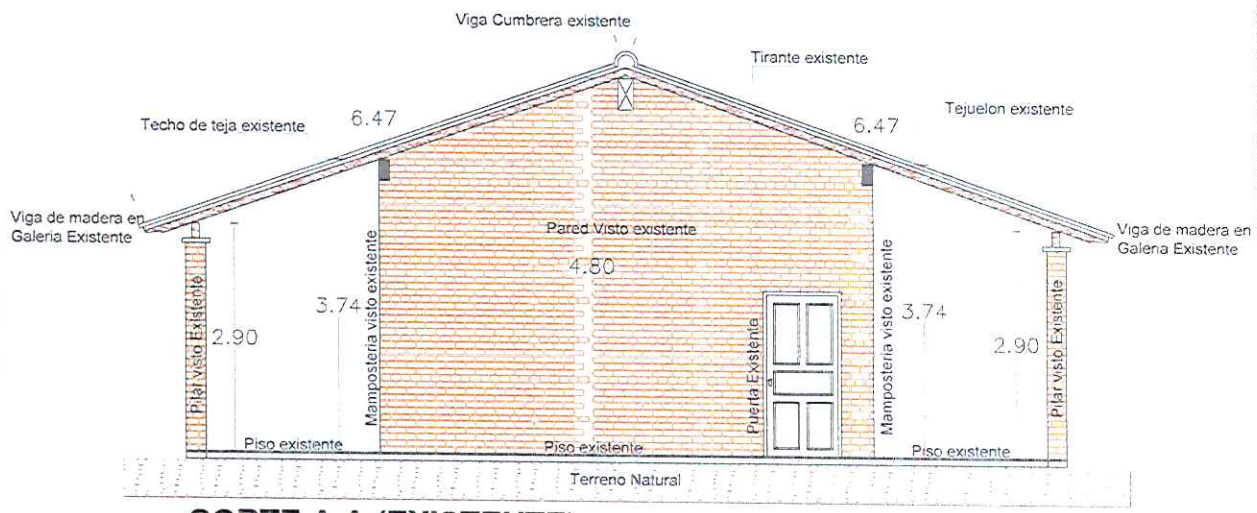 Viga Cumbrera existente
Tirante existente
Techo de teja existente
6.47
6.47
Tejuelon existente
Viga de madera en
Galeria Existente
Pared Visto existente
4.80
Viga de madera en
Galeria Existente
Pilar visto Existente
2.90
3.74
Mamposteria visto existente
Puerta Existente
Mamposteria visto existente
3.74
2.90
Pilar visto Existente
Piso existente
Piso existente
Piso existente
Terreno Natural